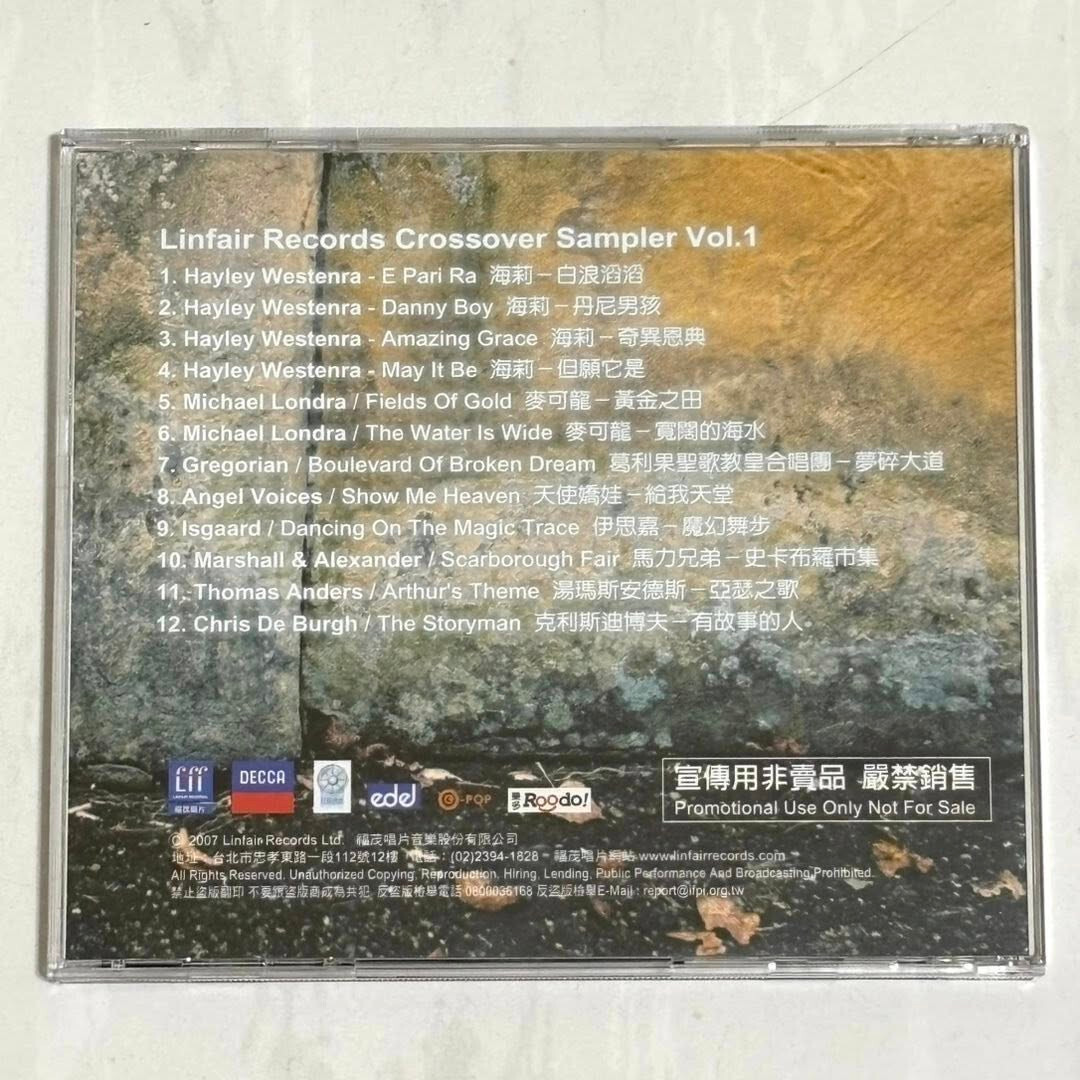 Linfair Records Crossover Sampler Vol.1
1. Hayley Westenra - E Pari Ra 海莉－白浪滔滔
2. Hayley Westenra - Danny Boy 海莉－丹尼男孩
3. Hayley Westenra - Amazing Grace 海莉－奇異恩典
4. Hayley Westenra - May It Be 海莉－但願它是
5. Michael Londra / Fields Of Gold 麥可龍－黃金之田
6. Michael Londra / The Water Is Wide 麥可龍－寬闊的海水
7. Gregorian / Boulevard Of Broken Dream 葛利果聖歌教皇合唱團－夢碎大道
8. Angel Voices / Show Me Heaven 天使嬌娃－給我天堂
9. Isgaard / Dancing On The Magic Trace 伊思嘉－魔幻舞步
10. Marshall & Alexander / Scarborough Fair 馬力兄弟－史卡布羅市集
11. Thomas Anders / Arthur's Theme 湯瑪斯安德斯－亞瑟之歌
12. Chris De Burgh / The Storyman 克利斯迪博夫－有故事的人
Lff
LINFAIR RECORDS
福茂唱片
DECCA
edel
G-POP
Roodo!
宣傳用非賣品 嚴禁銷售
Promotional Use Only Not For Sale
Ⓒ 2007 Linfair Records Ltd. 福茂唱片音樂股份有限公司
地址：台北市忠孝東路一段112號12樓 電話：(02)2394-1828 福茂唱片網站 www.linfairrecords.com
All Rights Reserved. Unauthorized Copying. Reproduction. Hiring. Lending. Public Performance And Broadcasting Prohibited.
禁止盜版翻印 不要跟盜版商成為共犯 反盜版檢舉電話 0800036168 反盜版檢舉E-Mail : report@ifpi.org.tw